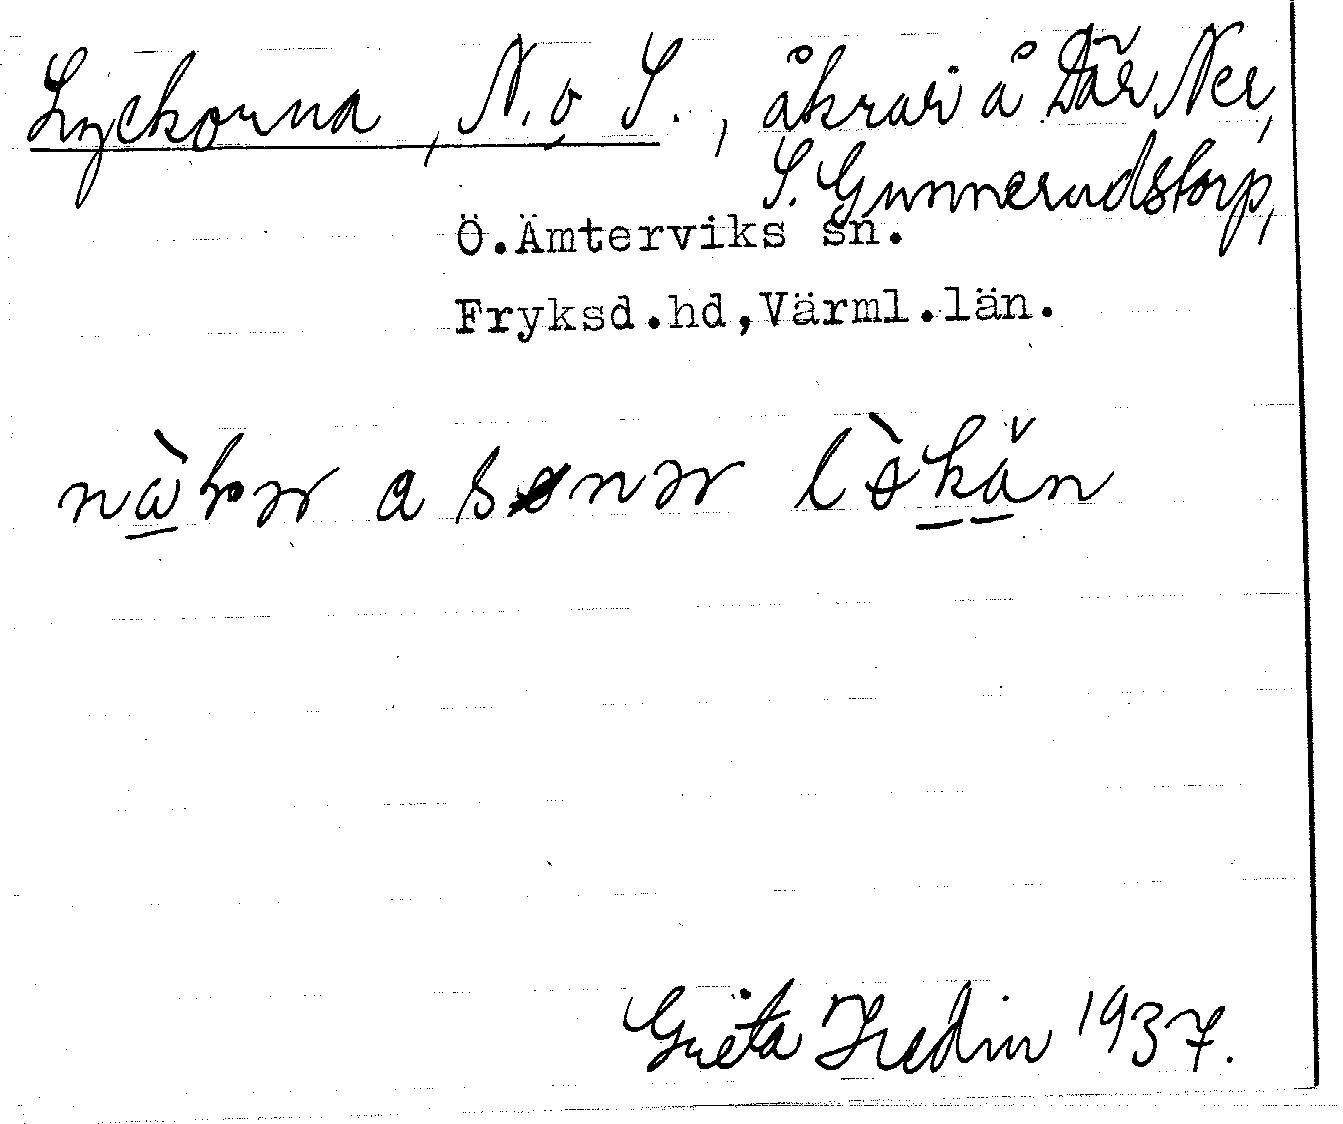 Lyckorna, N. o S., åkrar å Där Ner,
S. Gunnerudstorp,
Ö.Ämterviks sn.
Fryksd.hd,Värml.län.
Greta Hedin 1937.